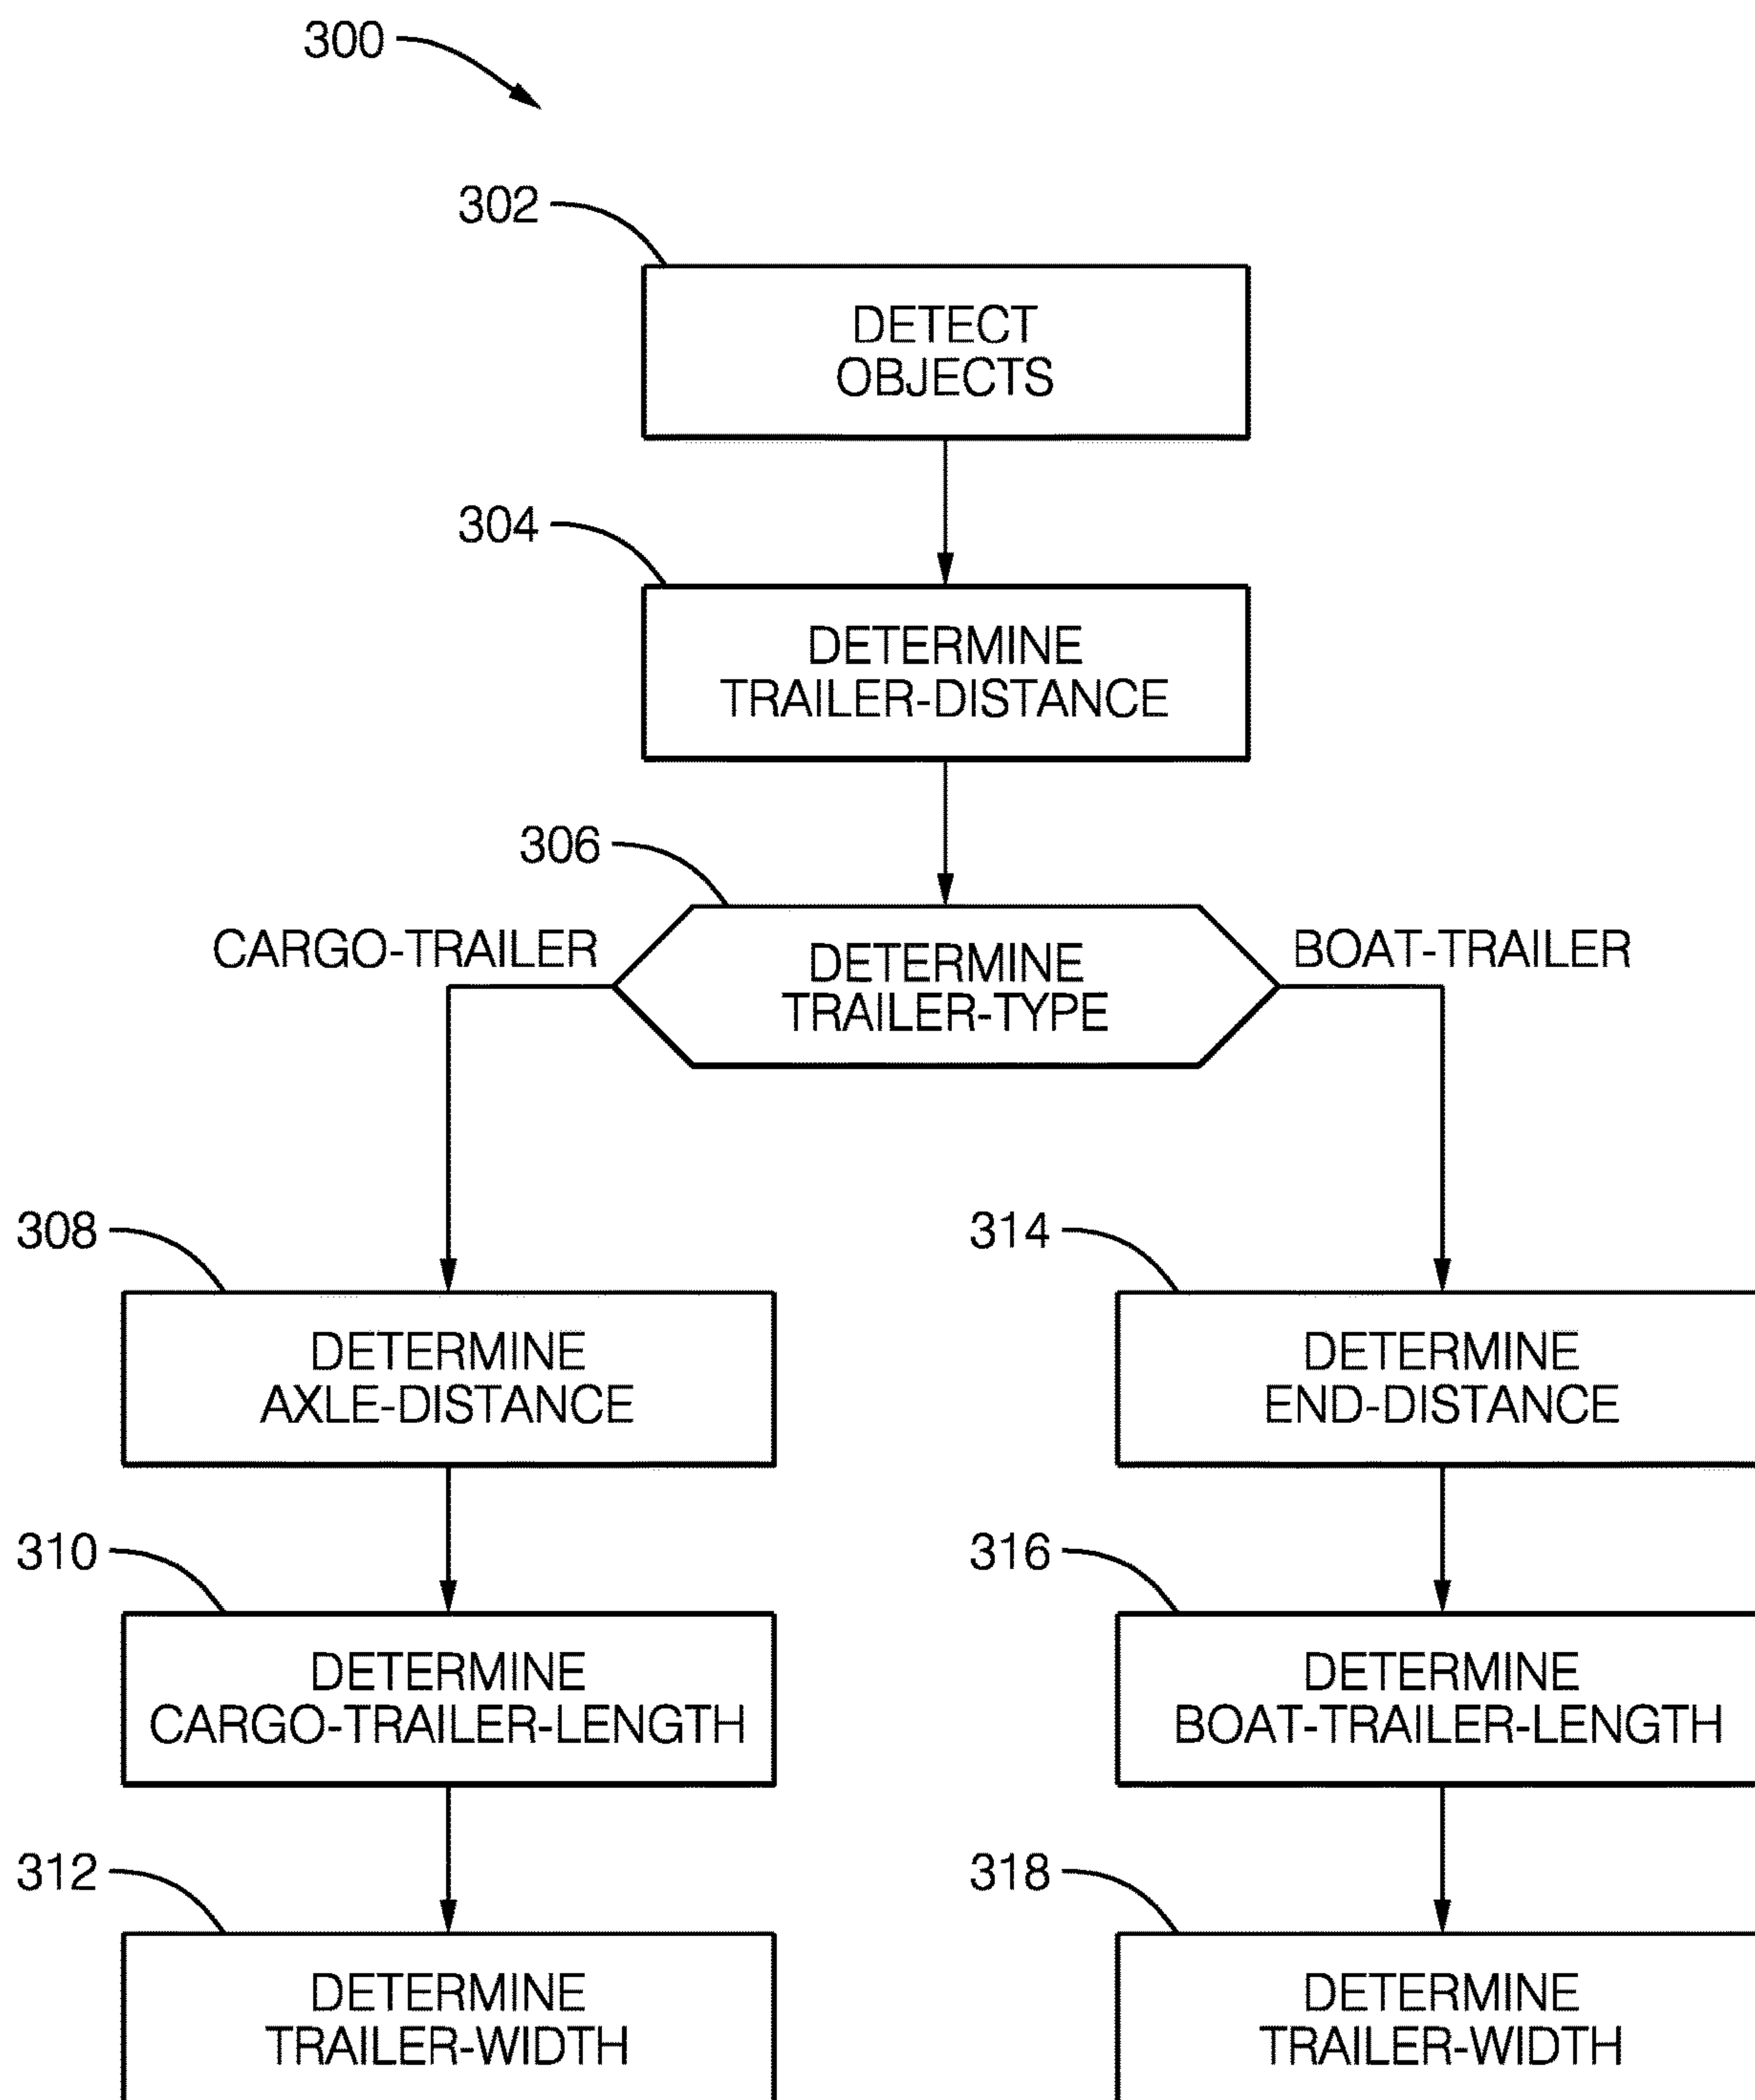 300
302
DETECT
OBJECTS
304
DETERMINE
TRAILER-DISTANCE
306
CARGO-TRAILER
DETERMINE
TRAILER-TYPE
BOAT-TRAILER
308
DETERMINE
AXLE-DISTANCE
314
DETERMINE
END-DISTANCE
310
DETERMINE
CARGO-TRAILER-LENGTH
316
DETERMINE
BOAT-TRAILER-LENGTH
312
DETERMINE
TRAILER-WIDTH
318
DETERMINE
TRAILER-WIDTH